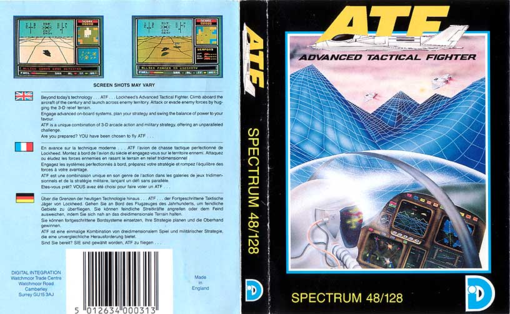 SCREEN SHOTS MAY VARY
Beyond today's technology . . . ATF . . . Lockheed's Advanced Tactical Fighter. Climb aboard the
aircraft of the century and launch across enemy territory. Attack or evade enemy forces by hug-
ging the 3-D relief terrain.
Engage advanced on board systems, plan your strategy and swing the balance of power to your
favour.
ATF is a unique combination of 3-D arcade action and military strategy, offering an unparalleled
challenge.
Are you prepared? YOU have been chosen to fly ATF . . .
En avance sur la technique moderne . . . ATF . . . l'avion de chasse tactique perfectionné de
Lockheed. Montez à bord de l'avion du siècle et engagez-vous sur le territoire ennemi. Attaquez
ou éludez les forces ennemies en rasant le terrain en relief tridimensionnel
Engagez les systèmes perfectionnés à bord, préparez votre stratégie et rompez l'équilibre des
forces à votre avantage.
ATF est une combinaison unique en son genre de l'action dans les galeries de jeux tridimen-
sionnels et de la stratégie militaire, lançant un défi sans parallèle.
Etes-vous prêt? VOUS avez été choisi pour faire voler un ATF . . .
Über die Grenzen der heutigen Technologie hinaus . . . ATF . . . der Fortgeschrittene Taktische
Jäger von Lockheed. Gehen Sie an Bord des Flugzeuges des Jahrhunderts, um feindliche
Gebiete zu überfliegen. Sie können feindliche Streitkräfte angreifen oder dem Feind
ausweichen, indem Sie sich nah an das dreidimensionale Terrain halten.
Sie können fortgeschrittene Bordsysteme einsetzen, Ihre Strategie planen und die Oberhand
gewinnen.
ATF ist eine einmalige Kombination von dreidimensionalem Spiel und militärischer Strategie,
die eine unvergleichliche Herausforderung bietet.
Sind Sie bereit? SIE sind gewählt worden, ATF zu fliegen . . .
DIGITAL INTEGRATION
Watchmoor Trade Centre
Watchmoor Road
Camberley
Surrey GU15 3AJ
5 012634 000313
Made
in
England
ATF
SPECTRUM 48/128
ATF
ADVANCED TACTICAL FIGHTER
SPECTRUM 48/128